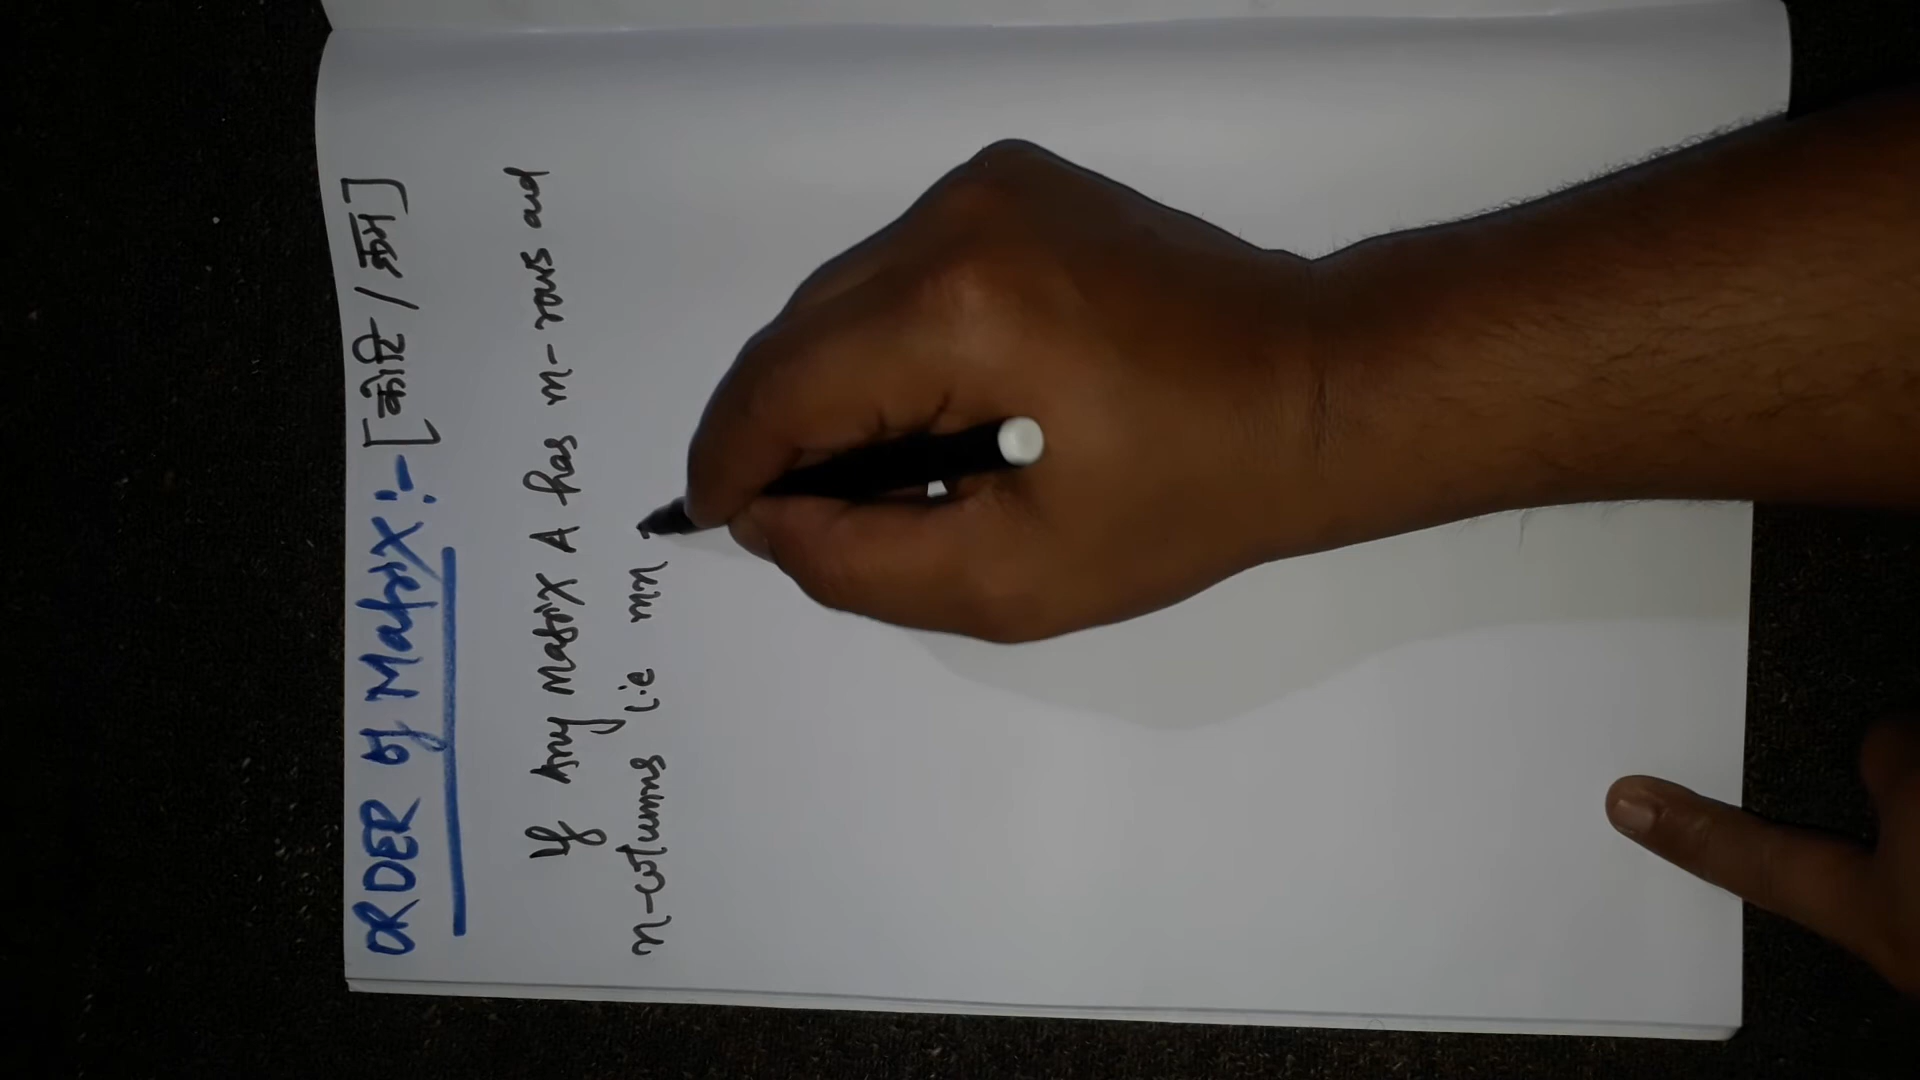 ORDER of Matrix:- [कोटि / क्रम]
If Any Matrix A has m-rows and
n-columns i.e mn